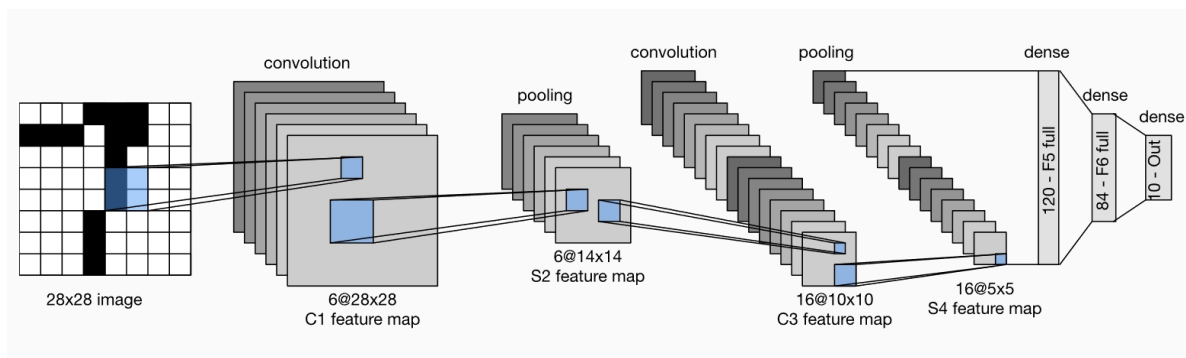 convolution
pooling
convolution
pooling
dense
dense
dense
28x28 image
6@28x28
C1 feature map
6@14x14
S2 feature map
16@10x10
C3 feature map
16@5x5
S4 feature map
120 - F5 full
84 - F6 full
10 - Out